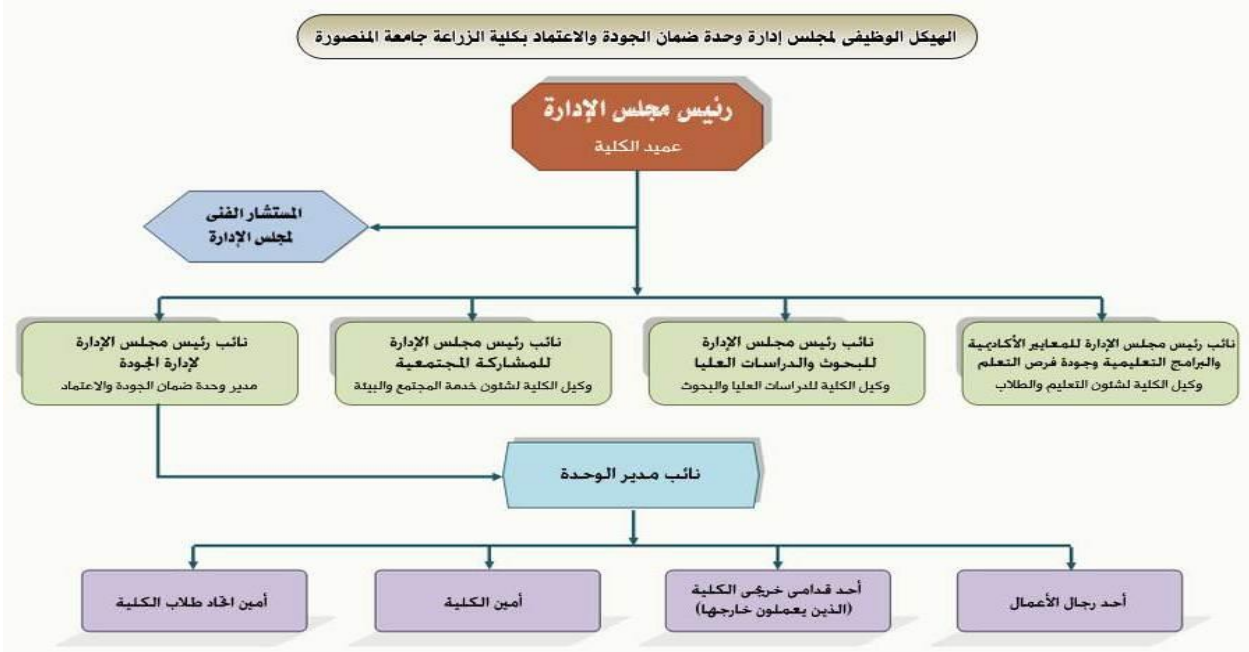 الهيكل الوظيفى لمجلس إدارة وحدة ضمان الجودة والاعتماد بكلية الزراعة جامعة المنصورة
رئيس مجلس الإدارة
عميد الكلية
المستشار الفنى
لمجلس الإدارة
نائب رئيس مجلس الإدارة للمعايير الأكاديمية
والبرامج التعليمية وجودة فرص التعلم
وكيل الكلية لشئون التعليم والطلاب
نائب رئيس مجلس الإدارة
للبحوث والدراسات العليا
وكيل الكلية للدراسات العليا والبحوث
نائب رئيس مجلس الإدارة
للمشاركة المجتمعية
وكيل الكلية لشئون خدمة المجتمع والبيئة
نائب رئيس مجلس الإدارة
لإدارة الجودة
مدير وحدة ضمان الجودة والاعتماد
نائب مدير الوحدة
أحد رجال الأعمال
أحد قدامى خريجى الكلية
(الذين يعملون خارجها)
أمين الكلية
أمين اتحاد طلاب الكلية